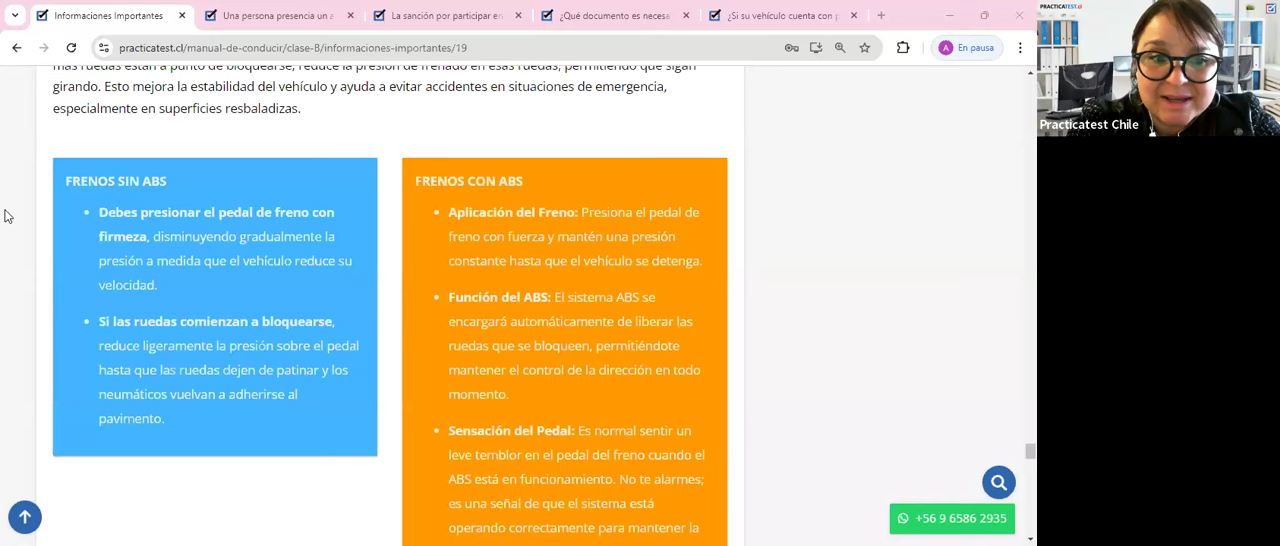 Informaciones Importantes
Una persona presencia un a
La sanción por participar en
¿Qué documento es necesa
¿Si su vehículo cuenta con p
practicatest.cl/manual-de-conducir/clase-B/informaciones-importantes/19
A En pausa
PRACTICATEST.cl
Practicatest Chile
más ruedas están a punto de bloquearse, reduce la presión de frenado en esas ruedas, permitiendo que sigan
girando. Esto mejora la estabilidad del vehículo y ayuda a evitar accidentes en situaciones de emergencia,
especialmente en superficies resbaladizas.
FRENOS SIN ABS
Debes presionar el pedal de freno con
firmeza, disminuyendo gradualmente la
presión a medida que el vehículo reduce su
velocidad.
Si las ruedas comienzan a bloquearse,
reduce ligeramente la presión sobre el pedal
hasta que las ruedas dejen de patinar y los
neumáticos vuelvan a adherirse al
pavimento.
FRENOS CON ABS
Aplicación del Freno: Presiona el pedal de
freno con fuerza y mantén una presión
constante hasta que el vehículo se detenga.
Función del ABS: El sistema ABS se
encargará automáticamente de liberar las
ruedas que se bloqueen, permitiéndote
mantener el control de la dirección en todo
momento.
Sensación del Pedal: Es normal sentir un
leve temblor en el pedal del freno cuando el
ABS está en funcionamiento. No te alarmes;
es una señal de que el sistema está
operando correctamente para mantener la
+56 9 6586 2935